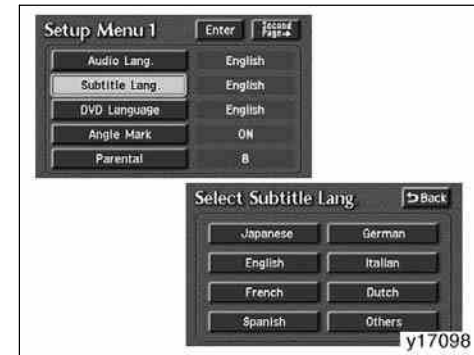 Setup Menu 1 Enter Second Page→
Audio Lang. English
Subtitle Lang. English
DVD Language English
Angle Mark ON
Parental 8
Select Subtitle Lang Back
Japanese German
English Italian
French Dutch
Spanish Others
y17098